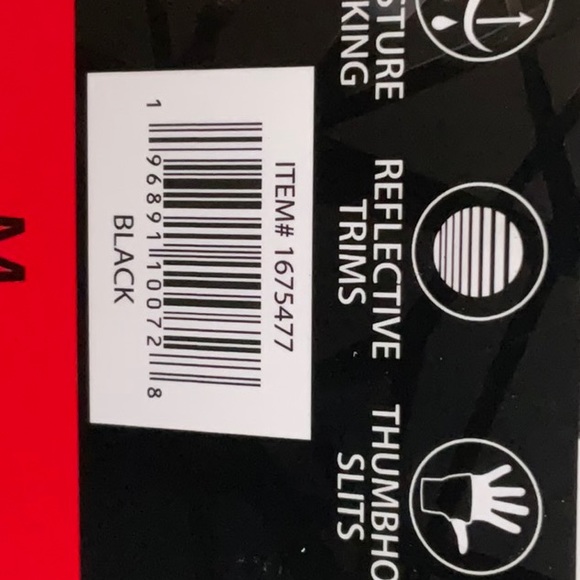 STURE
KING
REFLECTIVE
TRIMS
THUMBHO
SLITS
ITEM# 1675477
1 96891 10072 8
BLACK
M